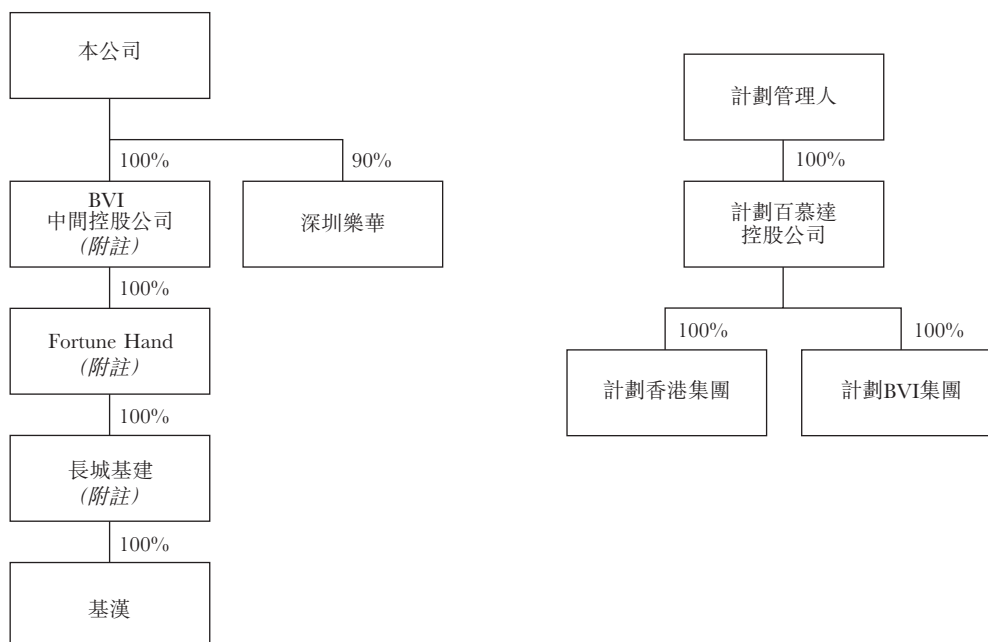 本公司
100%
90%
BVI
中間控股公司
(附註)
深圳樂華
100%
Fortune Hand
(附註)
100%
長城基建
(附註)
100%
基漢
計劃管理人
100%
計劃百慕達
控股公司
100%
100%
計劃香港集團
計劃BVI集團